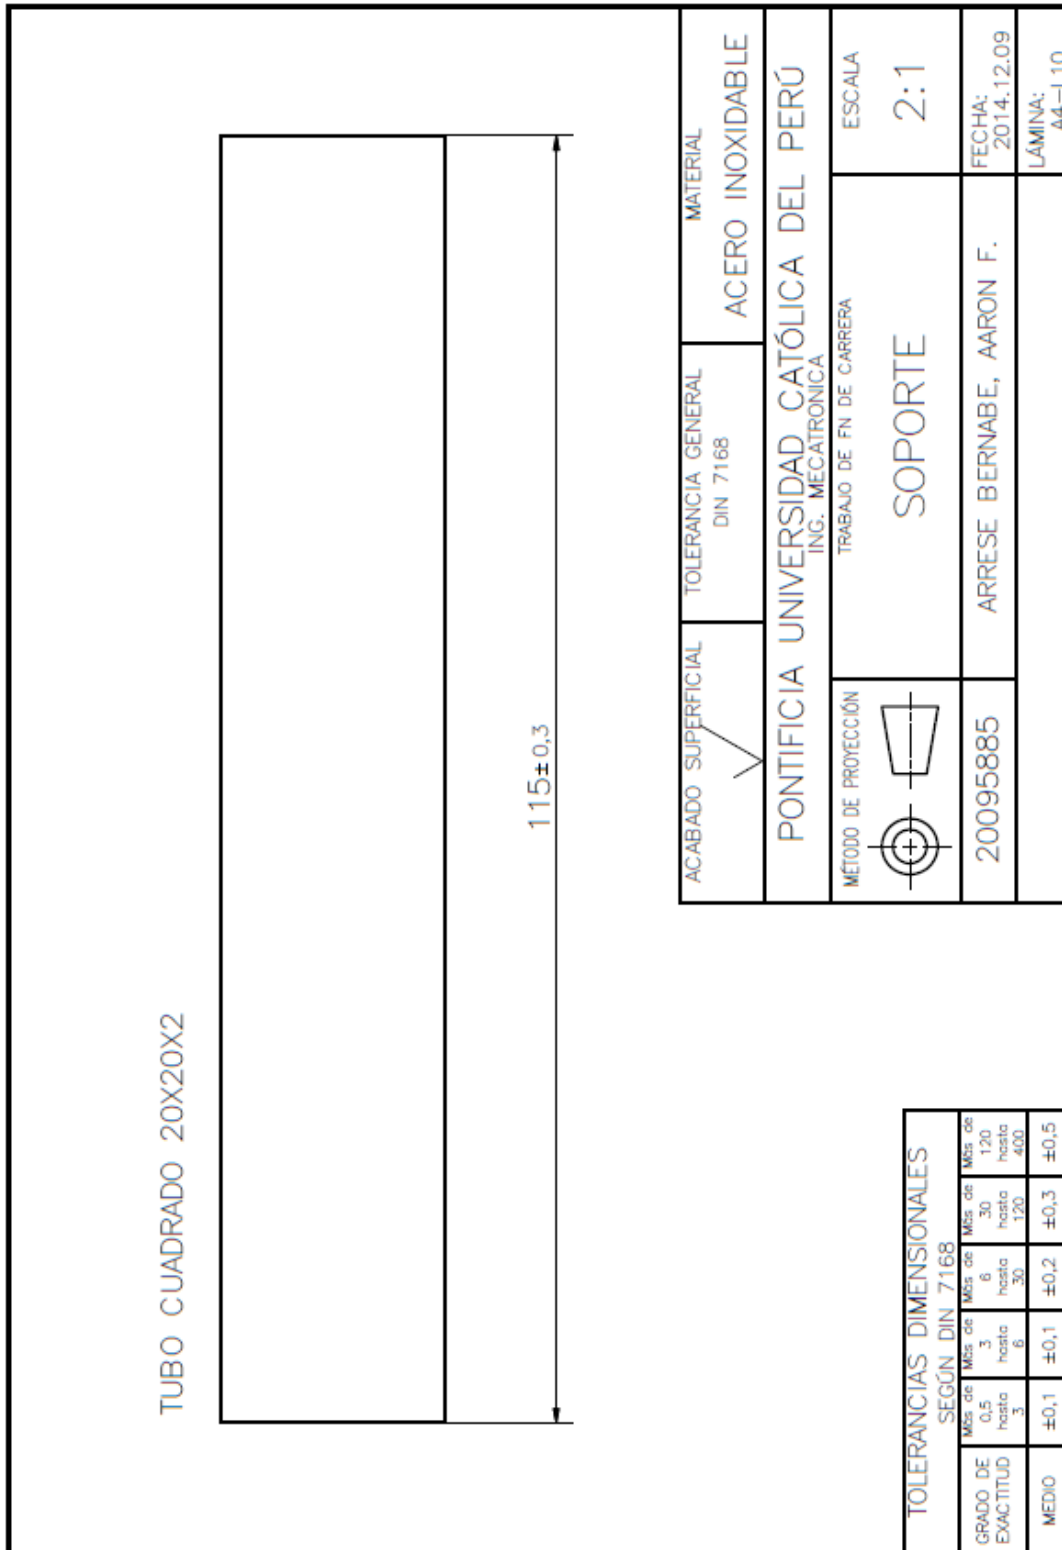 TUBO CUADRADO 20X20X2
115±0,3
ACABADO SUPERFICIAL
TOLERANCIA GENERAL
DIN 7168
MATERIAL
ACERO INOXIDABLE
PONTIFICIA UNIVERSIDAD CATÓLICA DEL PERÚ
ING. MECATRÓNICA
MÉTODO DE PROYECCIÓN
TRABAJO DE FN DE CARRERA
SOPORTE
ESCALA
2:1
20095885
ARRESE BERNABE, AARON F.
FECHA:
2014.12.09
LÁMINA:
A4-L10
TOLERANCIAS DIMENSIONALES
SEGÚN DIN 7168
GRADO DE
EXACTITUD
Más de
0,5
hasta
3
Más de
3
hasta
6
Más de
6
hasta
30
Más de
30
hasta
120
Más de
120
hasta
400
MEDIO ±0,1 ±0,1 ±0,2 ±0,3 ±0,5